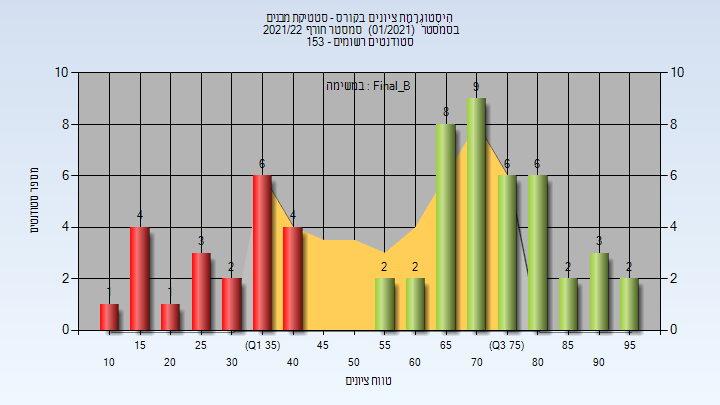 היסטוגרמת ציונים בקורס - סטטיקת מבנים
בסמסטר (01/2021) סמסטר חורף 2021/22
סטודנטים רשומים - 153
במשימה : Final_B
מספר סטודנטים
10 10
8 8
6 6
4 4
2 2
0 0
1 4 1 3 2 6 4 2 2 8 9 6 6 2 3 2
15 25 (Q1 35) 45 55 65 (Q3 75) 85 95
10 20 30 40 50 60 70 80 90
טווח ציונים